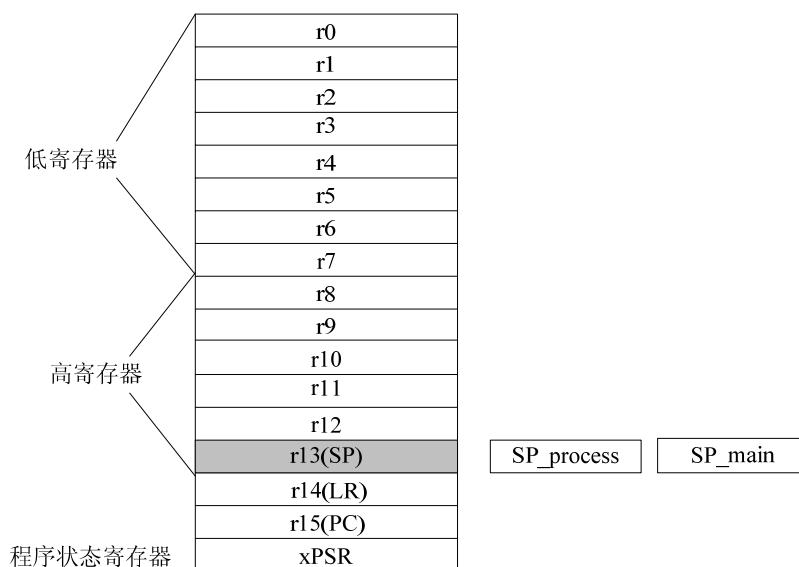 r0
r1
r2
r3
低寄存器
r4
r5
r6
r7
r8
r9
r10
高寄存器
r11
r12
r13(SP)
SP_process
SP_main
r14(LR)
r15(PC)
程序状态寄存器
xPSR